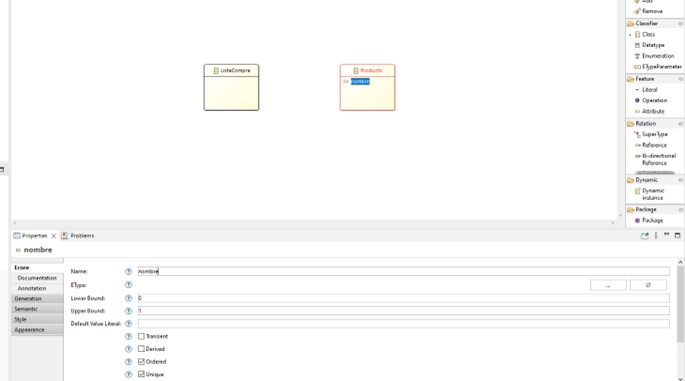 Remove
Classifier
Class
Datatype
Enumeration
ETypeParameter
Feature
Literal
Operation
Attribute
Relation
SuperType
Reference
Bi-directional
Reference
Dynamic
Dynamic
instance
Package
Package
ListaCompra
Producto
nombre
Properties
Problems
nombre
Ecore
Documentation
Annotation
Generation
Semantic
Style
Appearance
Name: nombre
EType: ...
Lower Bound: 0
Upper Bound: 1
Default Value Literal:
Transient
Derived
Ordered
Unique